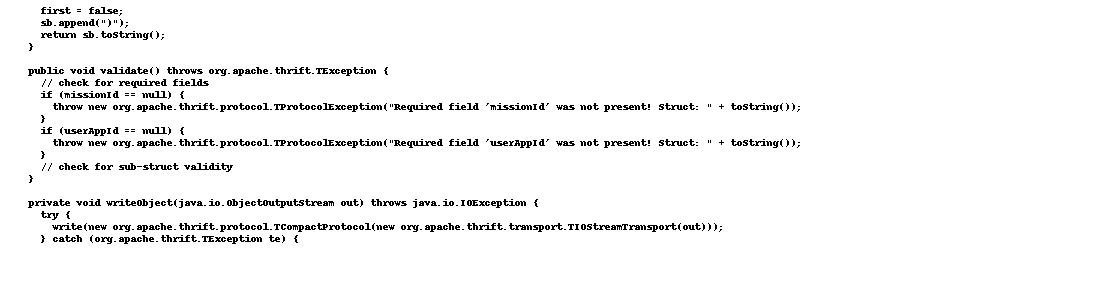 first = false;
sb.append(")");
return sb.toString();
}
public void validate() throws org.apache.thrift.TException {
// check for required fields
if (missionId == null) {
throw new org.apache.thrift.protocol.TProtocolException("Required field 'missionId' was not present! Struct: " + toString());
}
if (userAppId == null) {
throw new org.apache.thrift.protocol.TProtocolException("Required field 'userAppId' was not present! Struct: " + toString());
}
// check for sub-struct validity
}
private void writeObject(java.io.ObjectOutputStream out) throws java.io.IOException {
try {
write(new org.apache.thrift.protocol.TCompactProtocol(new org.apache.thrift.transport.TIOStreamTransport(out)));
} catch (org.apache.thrift.TException te) {